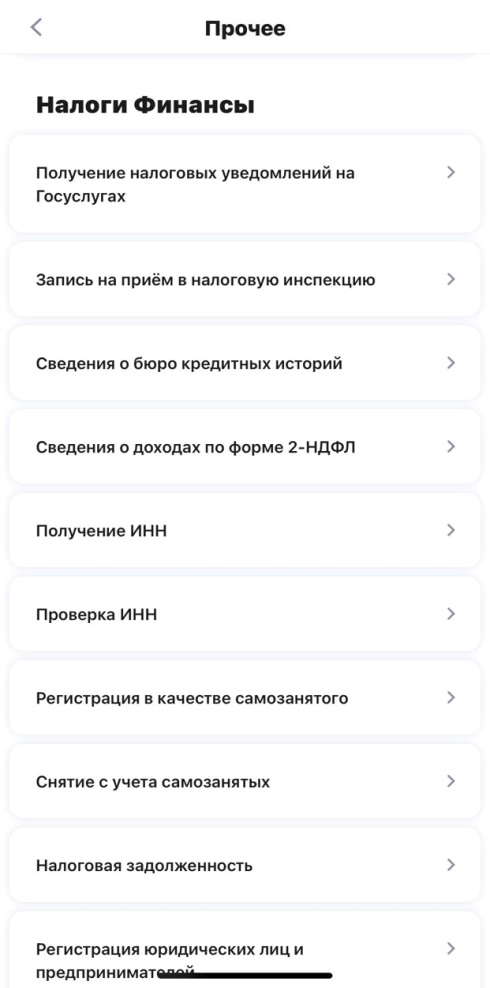 Прочее
Налоги Финансы
Получение налоговых уведомлений на
Госуслугах
Запись на приём в налоговую инспекцию
Сведения о бюро кредитных историй
Сведения о доходах по форме 2-НДФЛ
Получение ИНН
Проверка ИНН
Регистрация в качестве самозанятого
Снятие с учета самозанятых
Налоговая задолженность
Регистрация юридических лиц и
предпринимателей